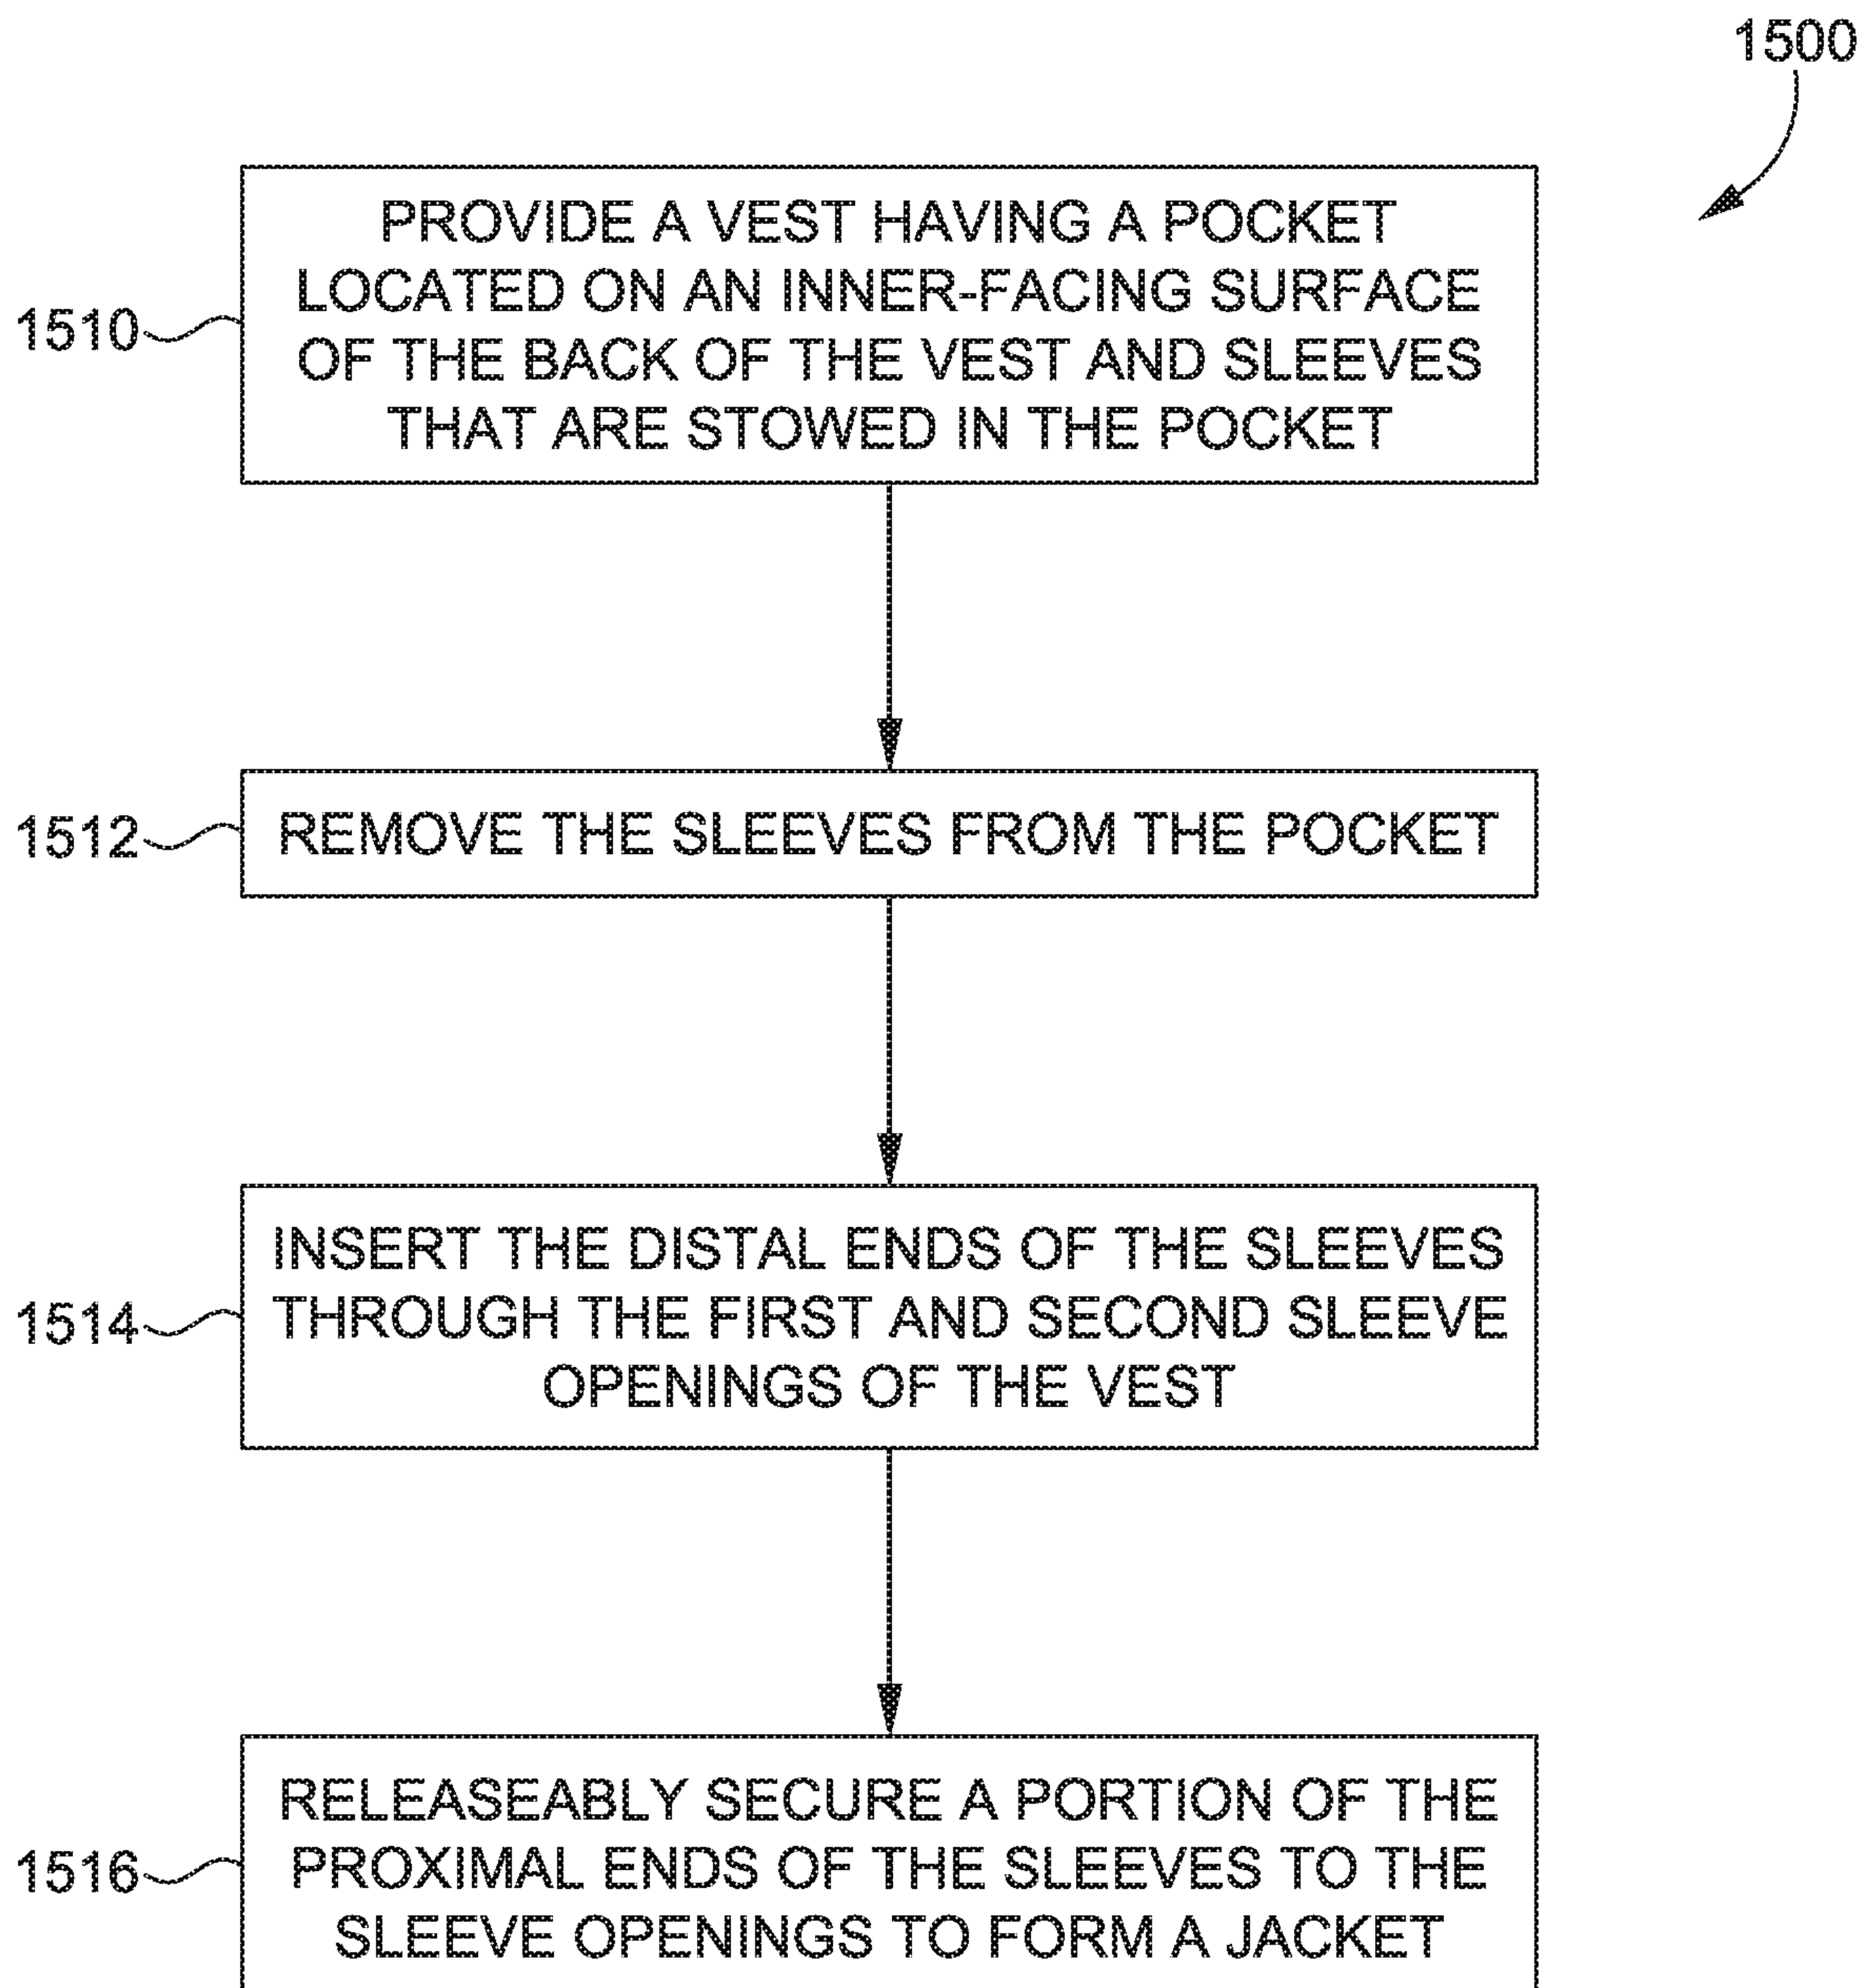 1500
PROVIDE A VEST HAVING A POCKET
LOCATED ON AN INNER-FACING SURFACE
OF THE BACK OF THE VEST AND SLEEVES
THAT ARE STOWED IN THE POCKET
1510
REMOVE THE SLEEVES FROM THE POCKET
1512
INSERT THE DISTAL ENDS OF THE SLEEVES
THROUGH THE FIRST AND SECOND SLEEVE
OPENINGS OF THE VEST
1514
RELEASEABLY SECURE A PORTION OF THE
PROXIMAL ENDS OF THE SLEEVES TO THE
SLEEVE OPENINGS TO FORM A JACKET
1516